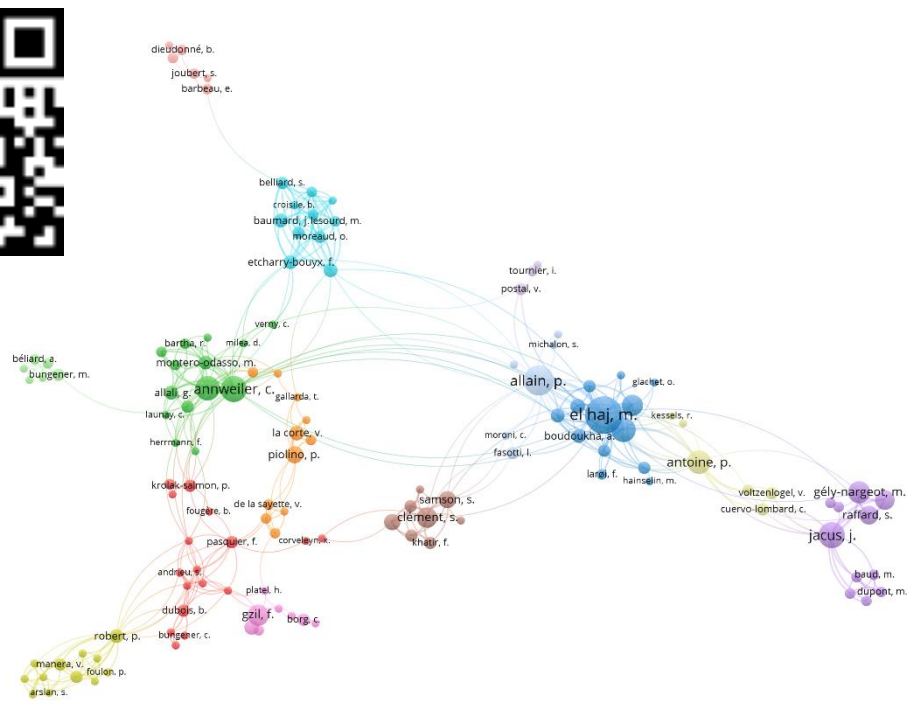 dieudonné, b.
joubert, s.
barbeau, e.
belliard, s.
croisile, b.
baumard, j.
lesourd, m.
moreaud, o.
etcharry-bouyx, f.
tournier, i.
postal, v.
verny, c.
bartha, r.
milea, d.
michalon, s.
béliard, a.
bungener, m.
montero-odasso, m.
allain, p.
glachet, o.
allali, g.
annweiler, c.
gallarda, t.
launay, c.
el haj, m.
kessels, r.
herrmann, f.
la corte, v.
moroni, c.
boudoukha, a.
piolino, p.
fasotti, l.
antoine, p.
laroi, f.
hainselin, m.
krolak-salmon, p.
samson, s.
voltzenlogel, v.
gély-nargeot, m.
fougère, b.
de la sayette, v.
clément, s.
cuervo-lombard, c.
raffard, s.
pasquier, f.
corveleyn, x.
khatir, f.
jacus, j.
andrieu, s.
baud, m.
platel, h.
dupont, m.
dubois, b.
gzil, f.
borg, c.
robert, p.
bungener, c.
manera, v.
foulon, p.
arslan, s.